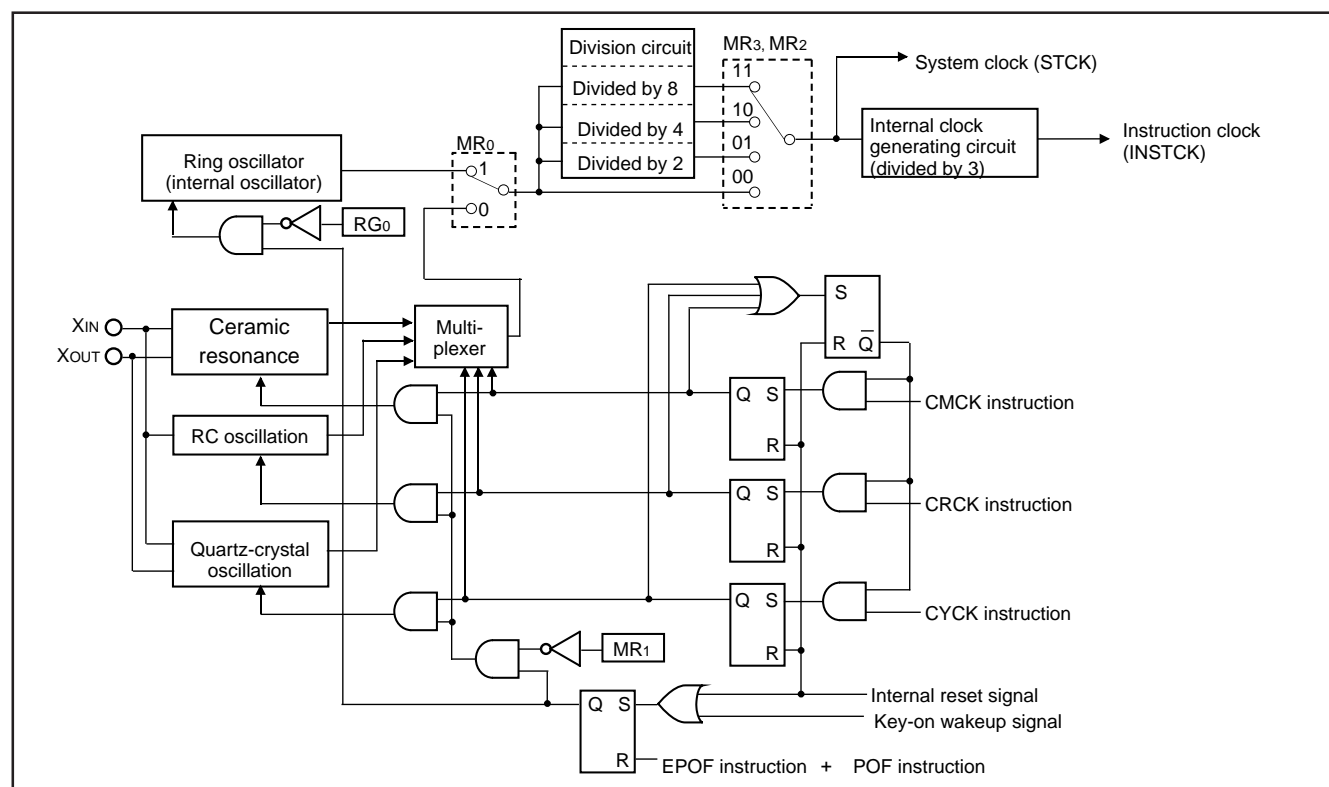 Division circuit
Divided by 8
Divided by 4
Divided by 2
MR3, MR2
11
10
01
00
System clock (STCK)
Internal clock
generating circuit
(divided by 3)
Instruction clock
(INSTCK)
Ring oscillator
(internal oscillator)
MR0
1
0
RG0
XIN
XOUT
Ceramic
resonance
Multi-
plexer
S
R Q
RC oscillation
Q S
R
CMCK instruction
Q S
R
CRCK instruction
Quartz-crystal
oscillation
Q S
R
CYCK instruction
MR1
Q S
R
Internal reset signal
Key-on wakeup signal
EPOF instruction + POF instruction